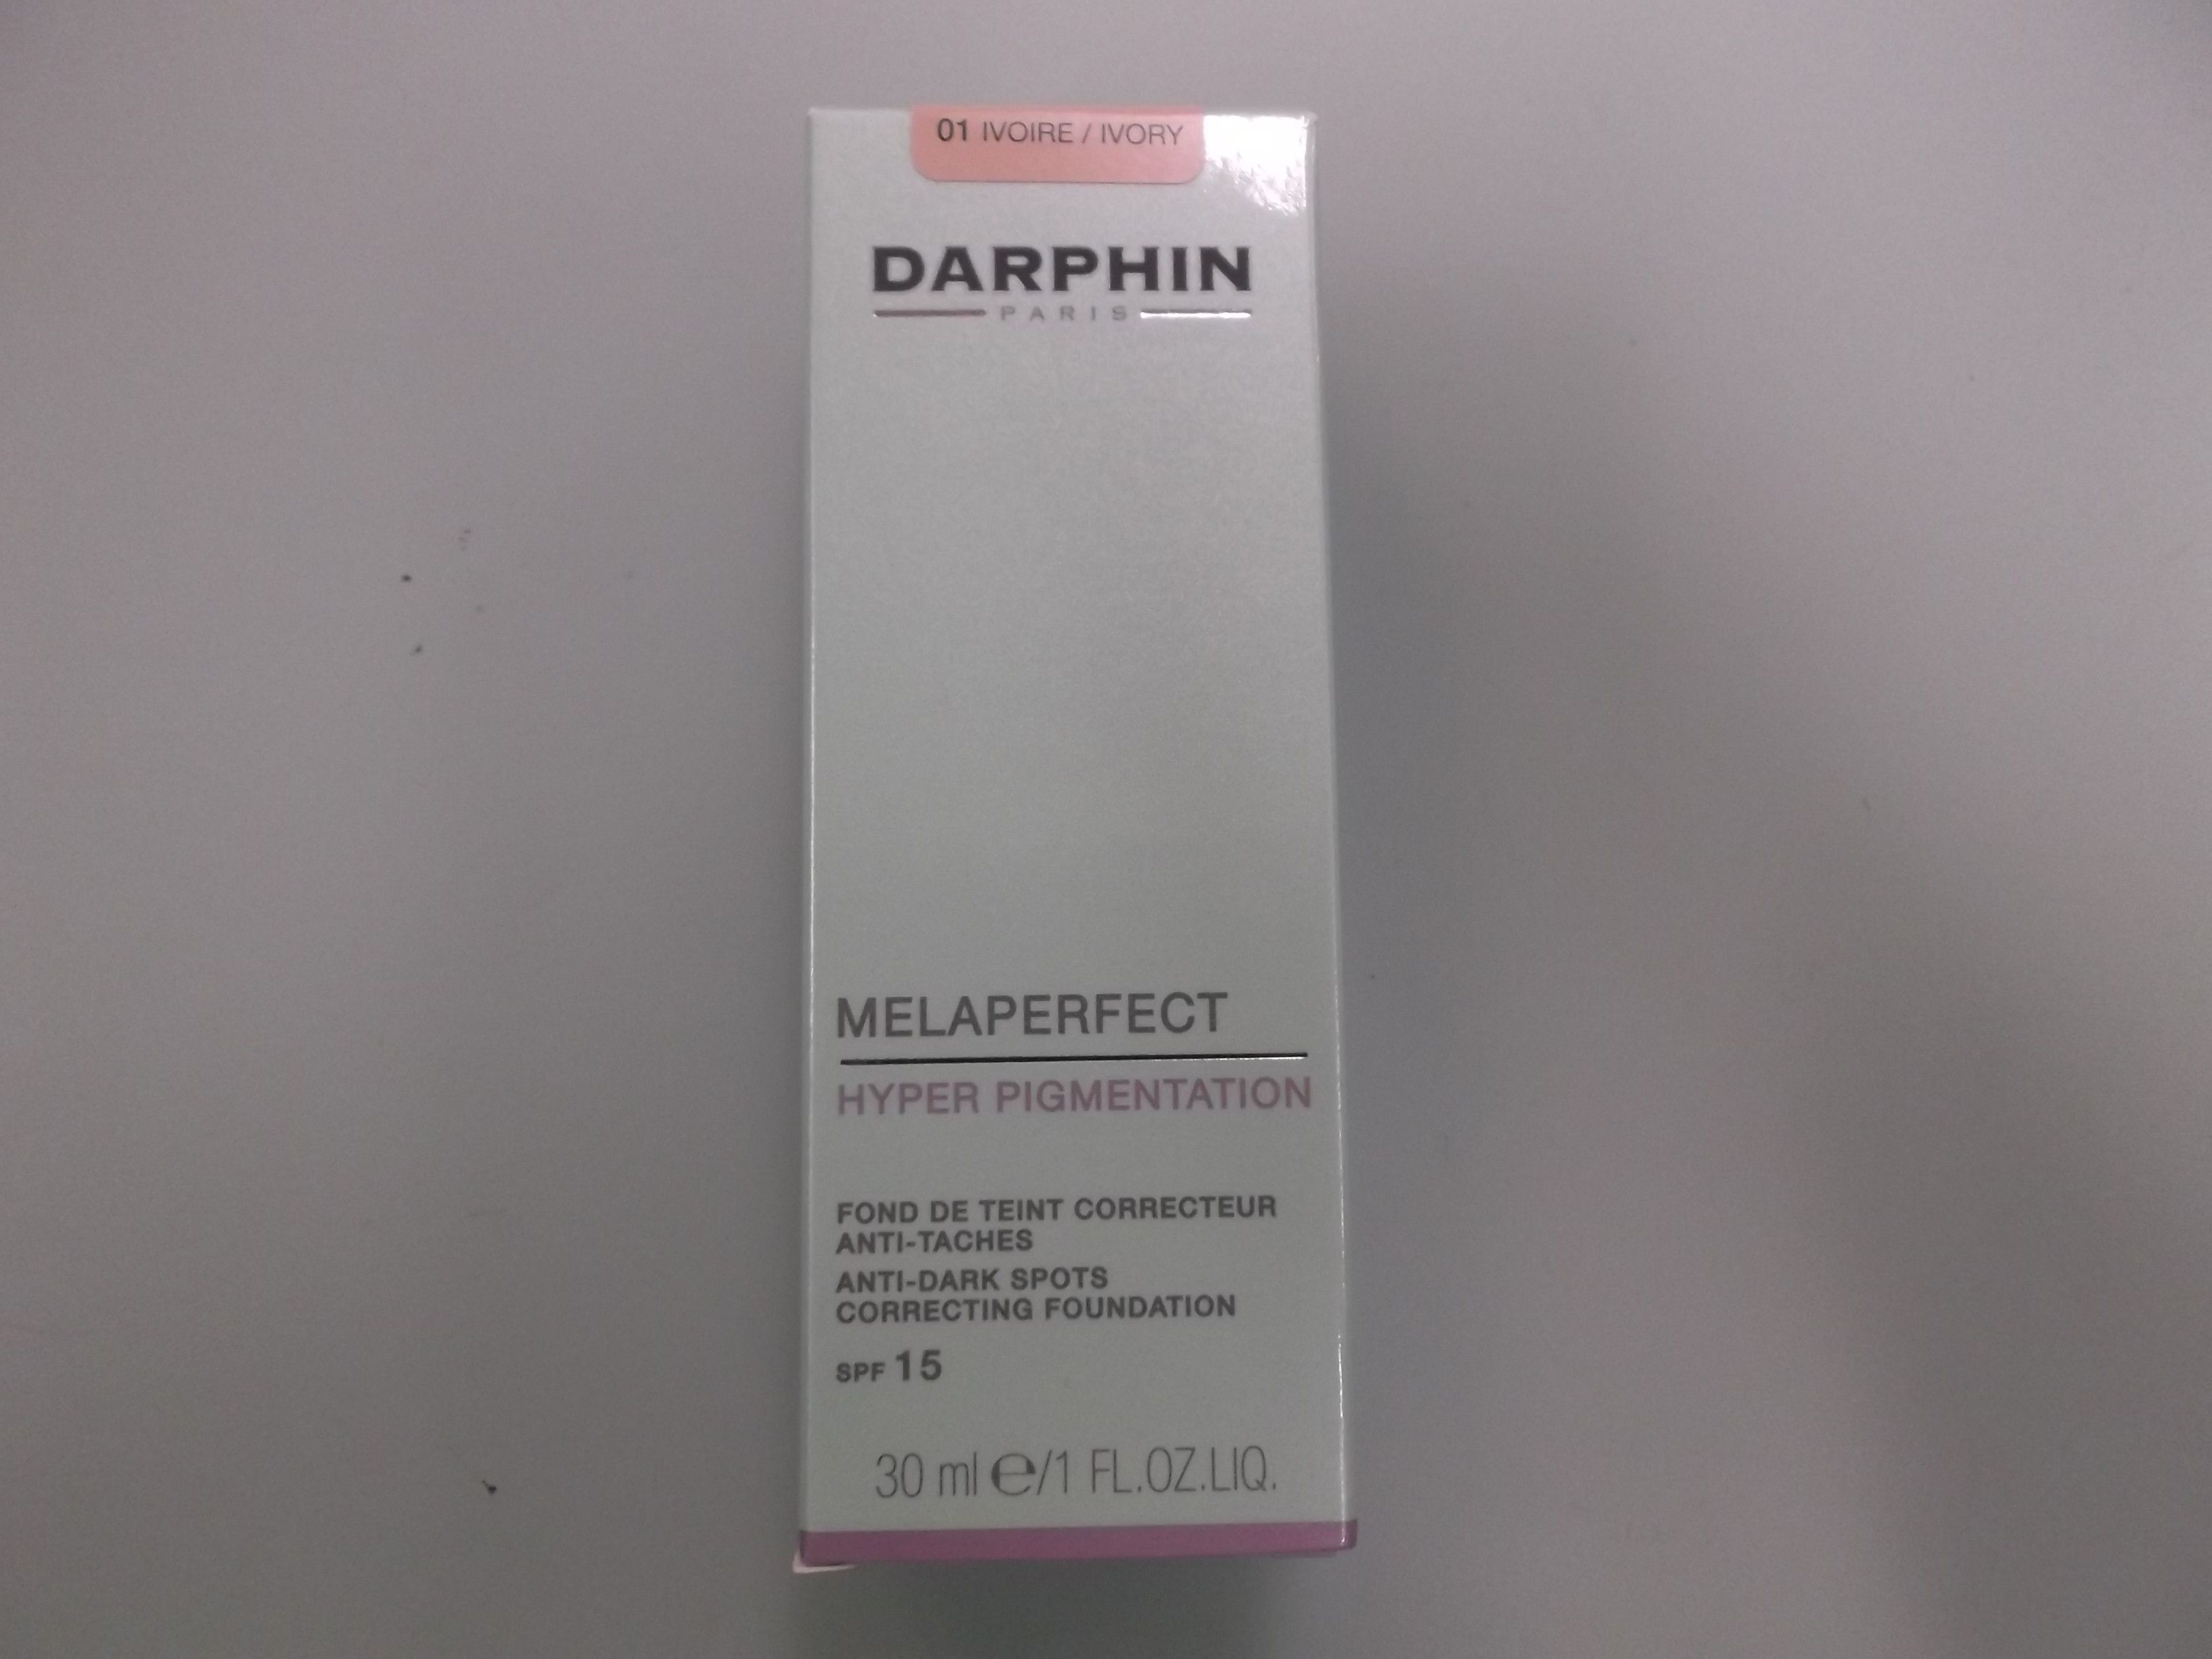 01 IVOIRE / IVORY
DARPHIN
PARIS
MELAPERFECT
HYPER PIGMENTATION
FOND DE TEINT CORRECTEUR
ANTI-TACHES
ANTI-DARK SPOTS
CORRECTING FOUNDATION
SPF 15
30 ml e/1 FL.OZ.LIQ.